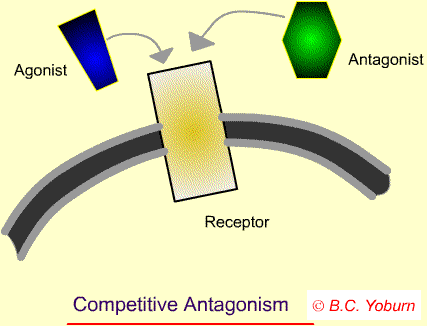 Agonist
Antagonist
Receptor
Competitive Antagonism
© B.C. Yoburn